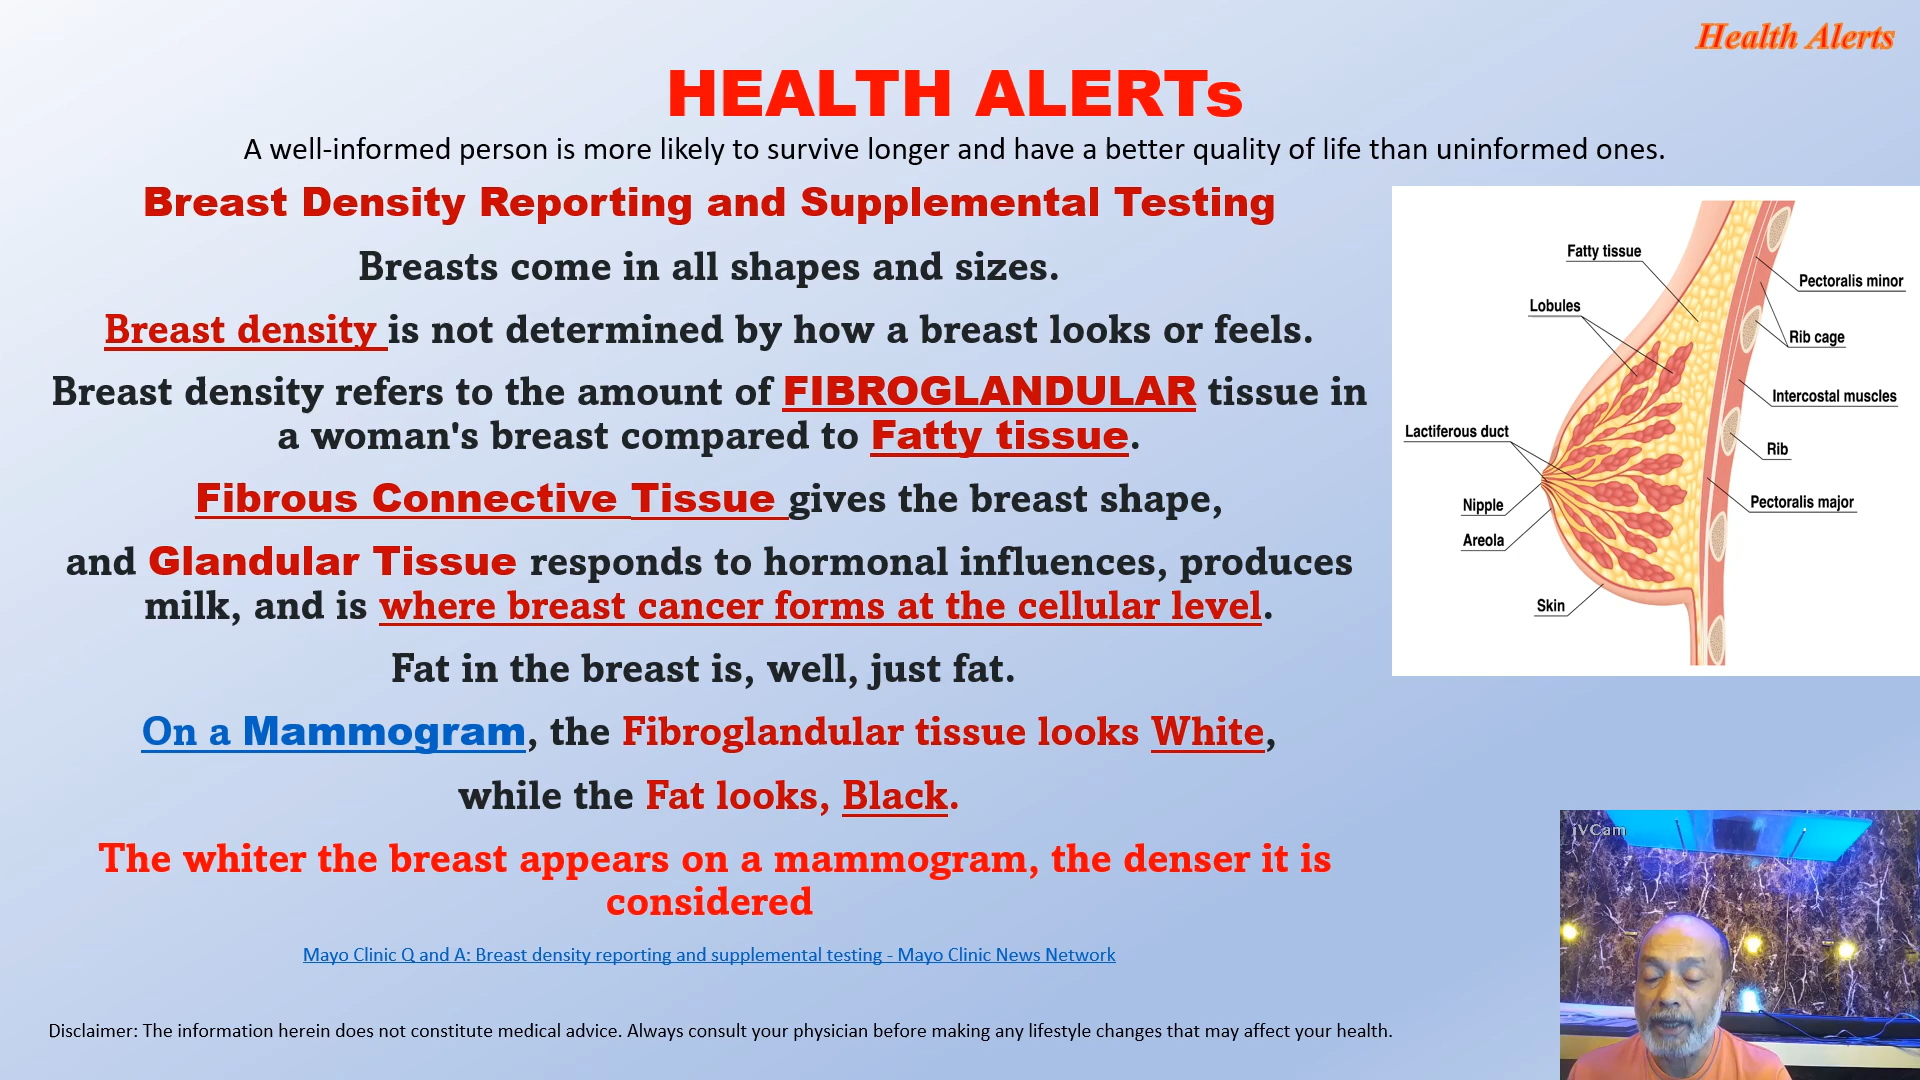 Health Alerts
HEALTH ALERTs
A well-informed person is more likely to survive longer and have a better quality of life than uninformed ones.
Breast Density Reporting and Supplemental Testing
Breasts come in all shapes and sizes.
Breast density is not determined by how a breast looks or feels.
Breast density refers to the amount of FIBROGLANDULAR tissue in
a woman's breast compared to Fatty tissue.
Fibrous Connective Tissue gives the breast shape,
and Glandular Tissue responds to hormonal influences, produces
milk, and is where breast cancer forms at the cellular level.
Fat in the breast is, well, just fat.
On a Mammogram, the Fibroglandular tissue looks White,
while the Fat looks, Black.
The whiter the breast appears on a mammogram, the denser it is
considered
Mayo Clinic Q and A: Breast density reporting and supplemental testing - Mayo Clinic News Network
Disclaimer: The information herein does not constitute medical advice. Always consult your physician before making any lifestyle changes that may affect your health.
Fatty tissue
Lobules
Lactiferous duct
Nipple
Areola
Skin
Pectoralis minor
Rib cage
Intercostal muscles
Rib
Pectoralis major
iVCam